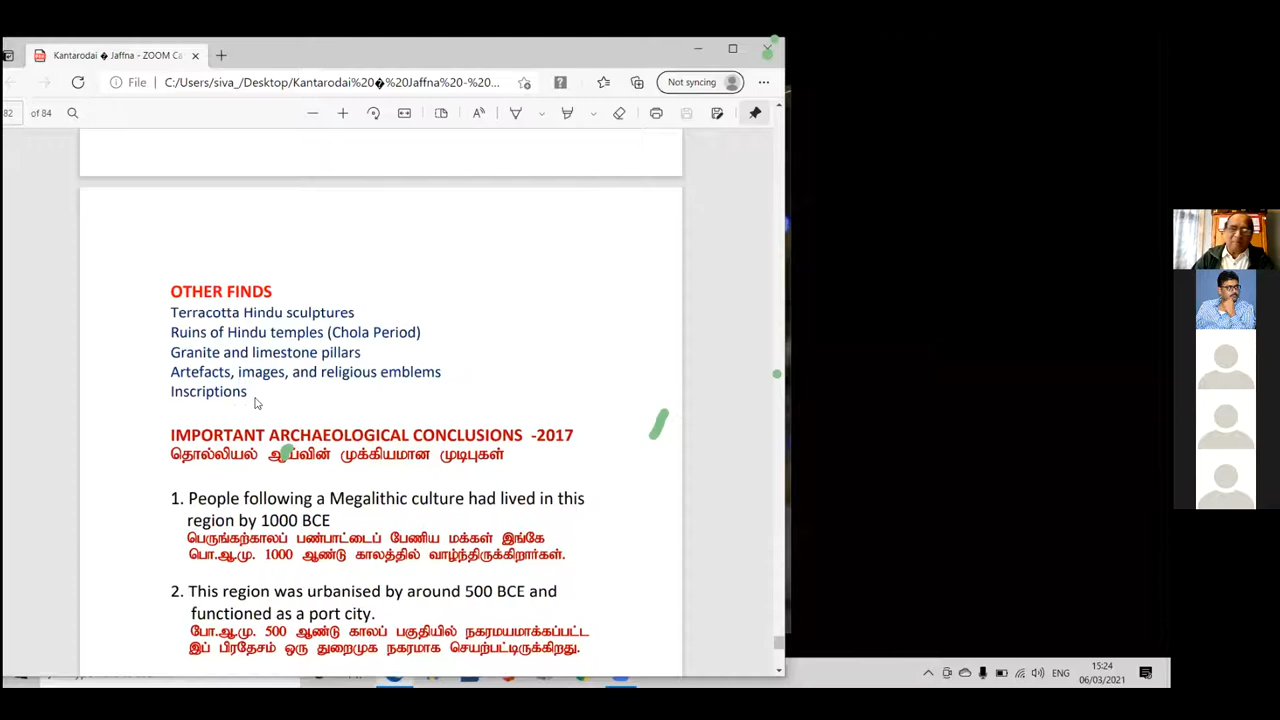 Kantarodai � Jaffna - ZOOM Ca
File C:/Users/siva_/Desktop/Kantarodai%20�%20Jaffna%20-%20...
Not syncing
82 of 84
OTHER FINDS
Terracotta Hindu sculptures
Ruins of Hindu temples (Chola Period)
Granite and limestone pillars
Artefacts, images, and religious emblems
Inscriptions
IMPORTANT ARCHAEOLOGICAL CONCLUSIONS -2017
தொல்லியல் ஆய்வின் முக்கியமான முடிபுகள்
1. People following a Megalithic culture had lived in this
region by 1000 BCE
பெருங்கற்காலப் பண்பாட்டைப் பேணிய மக்கள் இங்கே
பொ.ஆ.மு. 1000 ஆண்டு காலத்தில் வாழ்ந்திருக்கிறார்கள்.
2. This region was urbanised by around 500 BCE and
functioned as a port city.
போ.ஆ.மு. 500 ஆண்டு காலப் பகுதியில் நகரமயமாக்கப்பட்ட
இப் பிரதேசம் ஒரு துறைமுக நகரமாக செயற்பட்டிருக்கிறது.
ENG
15:24
06/03/2021